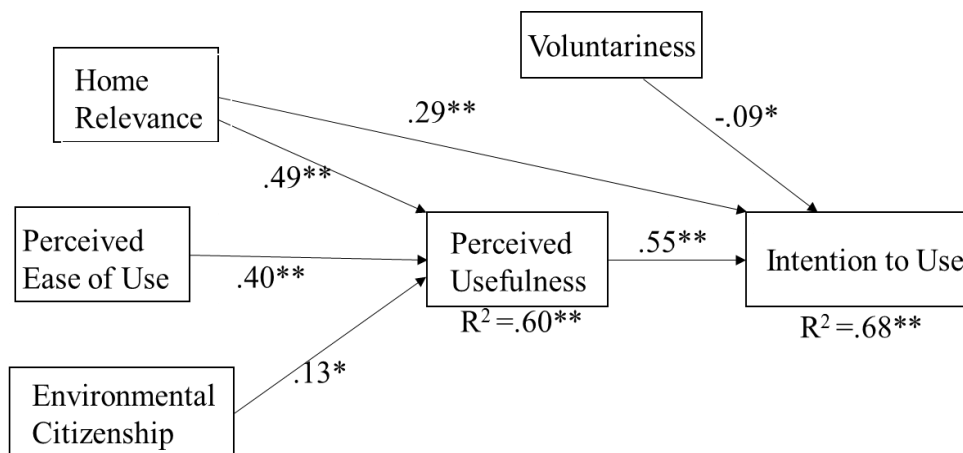 Voluntariness
Home
Relevance
.29**
-.09*
.49**
Perceived
Ease of Use
.40**
Perceived
Usefulness
R² =.60**
.55**
Intention to Use
R² =.68**
.13*
Environmental
Citizenship